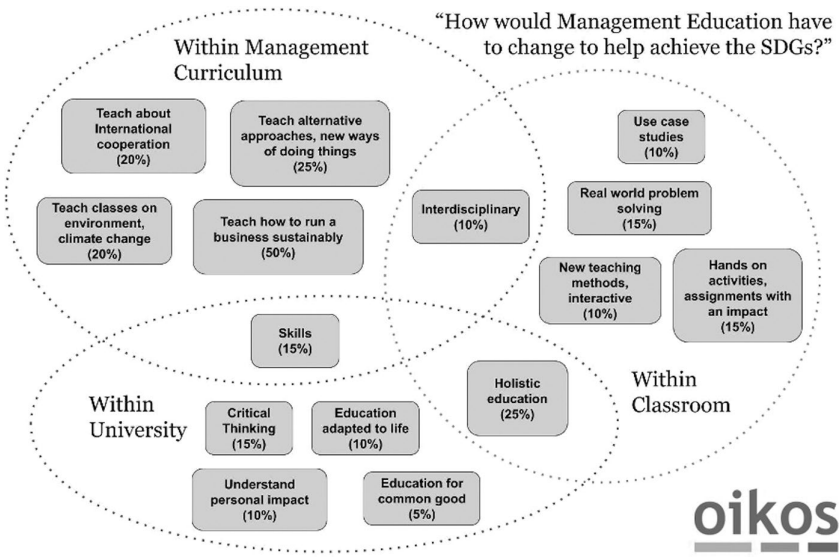 “How would Management Education have
to change to help achieve the SDGs?”
Within Management
Curriculum
Teach about
International
cooperation
(20%)
Teach alternative
approaches, new ways
of doing things
(25%)
Teach classes on
environment,
climate change
(20%)
Teach how to run a
business sustainably
(50%)
Interdisciplinary
(10%)
Use case
studies
(10%)
Real world problem
solving
(15%)
New teaching
methods,
interactive
(10%)
Hands on
activities,
assignments with
an impact
(15%)
Within
Classroom
Skills
(15%)
Holistic
education
(25%)
Within
University
Critical
Thinking
(15%)
Education
adapted to life
(10%)
Understand
personal impact
(10%)
Education for
common good
(5%)
oikos